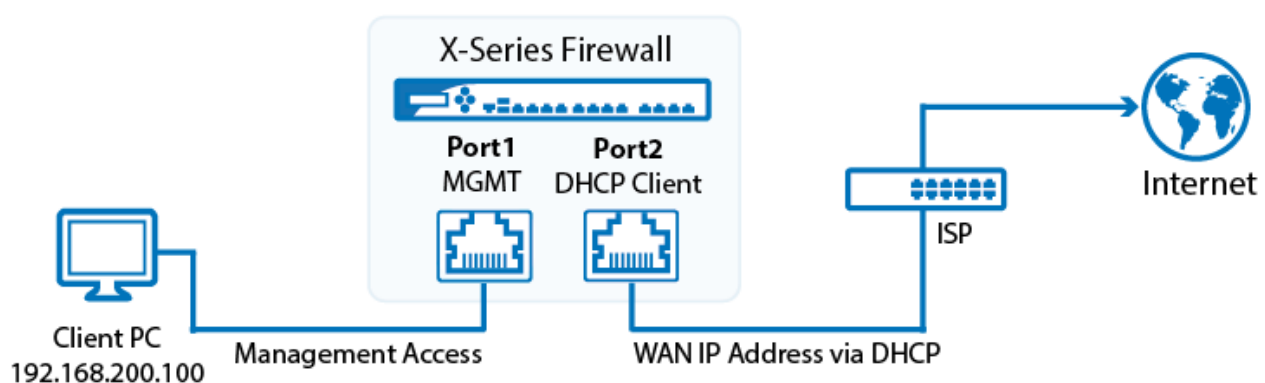 X-Series Firewall
Port1
MGMT
Port2
DHCP Client
Internet
ISP
Client PC
192.168.200.100
Management Access
WAN IP Address via DHCP